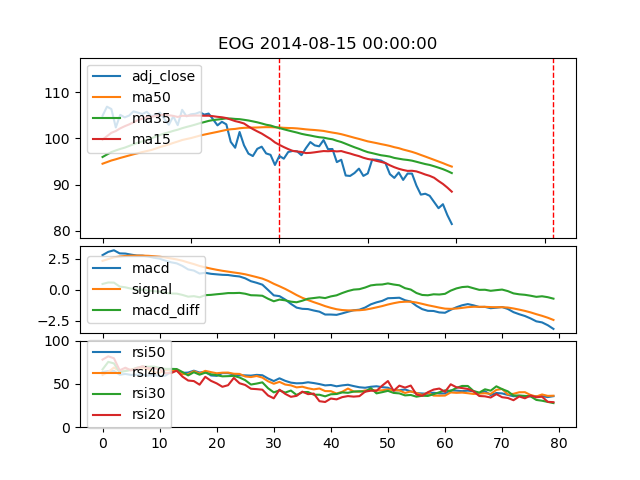 EOG 2014-08-15 00:00:00
110
100
90
80
adj_close
ma50
ma35
ma15
2.5
0.0
−2.5
macd
signal
macd_diff
100
50
0
rsi50
rsi40
rsi30
rsi20
0 10 20 30 40 50 60 70 80